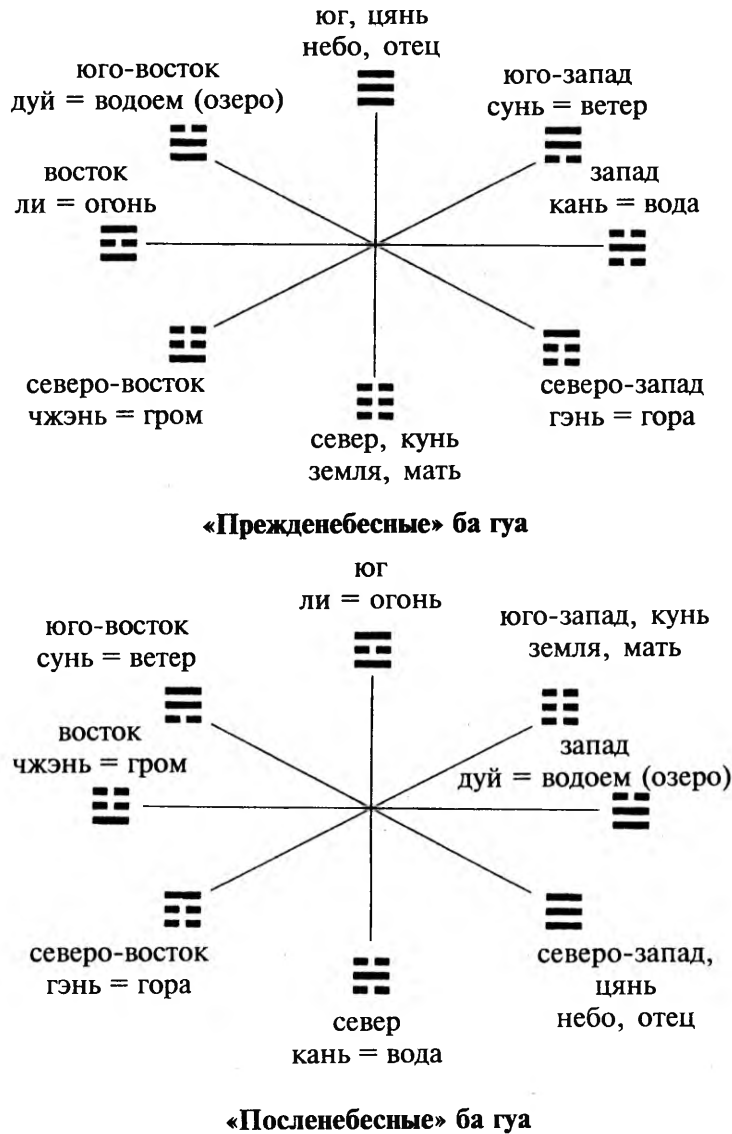 юг, цянь
небо, отец
юго-восток
дуй = водоем (озеро)
юго-запад
сунь = ветер
восток
ли = огонь
запад
кань = вода
северо-восток
чжэнь = гром
север, кунь
земля, мать
северо-запад
гэнь = гора
«Прежденебесные» ба гуа
юг
ли = огонь
юго-восток
сунь = ветер
юго-запад, кунь
земля, мать
восток
чжэнь = гром
запад
дуй = водоем (озеро)
северо-восток
гэнь = гора
север
кань = вода
северо-запад,
цянь
небо, отец
«Посленебесные» ба гуа